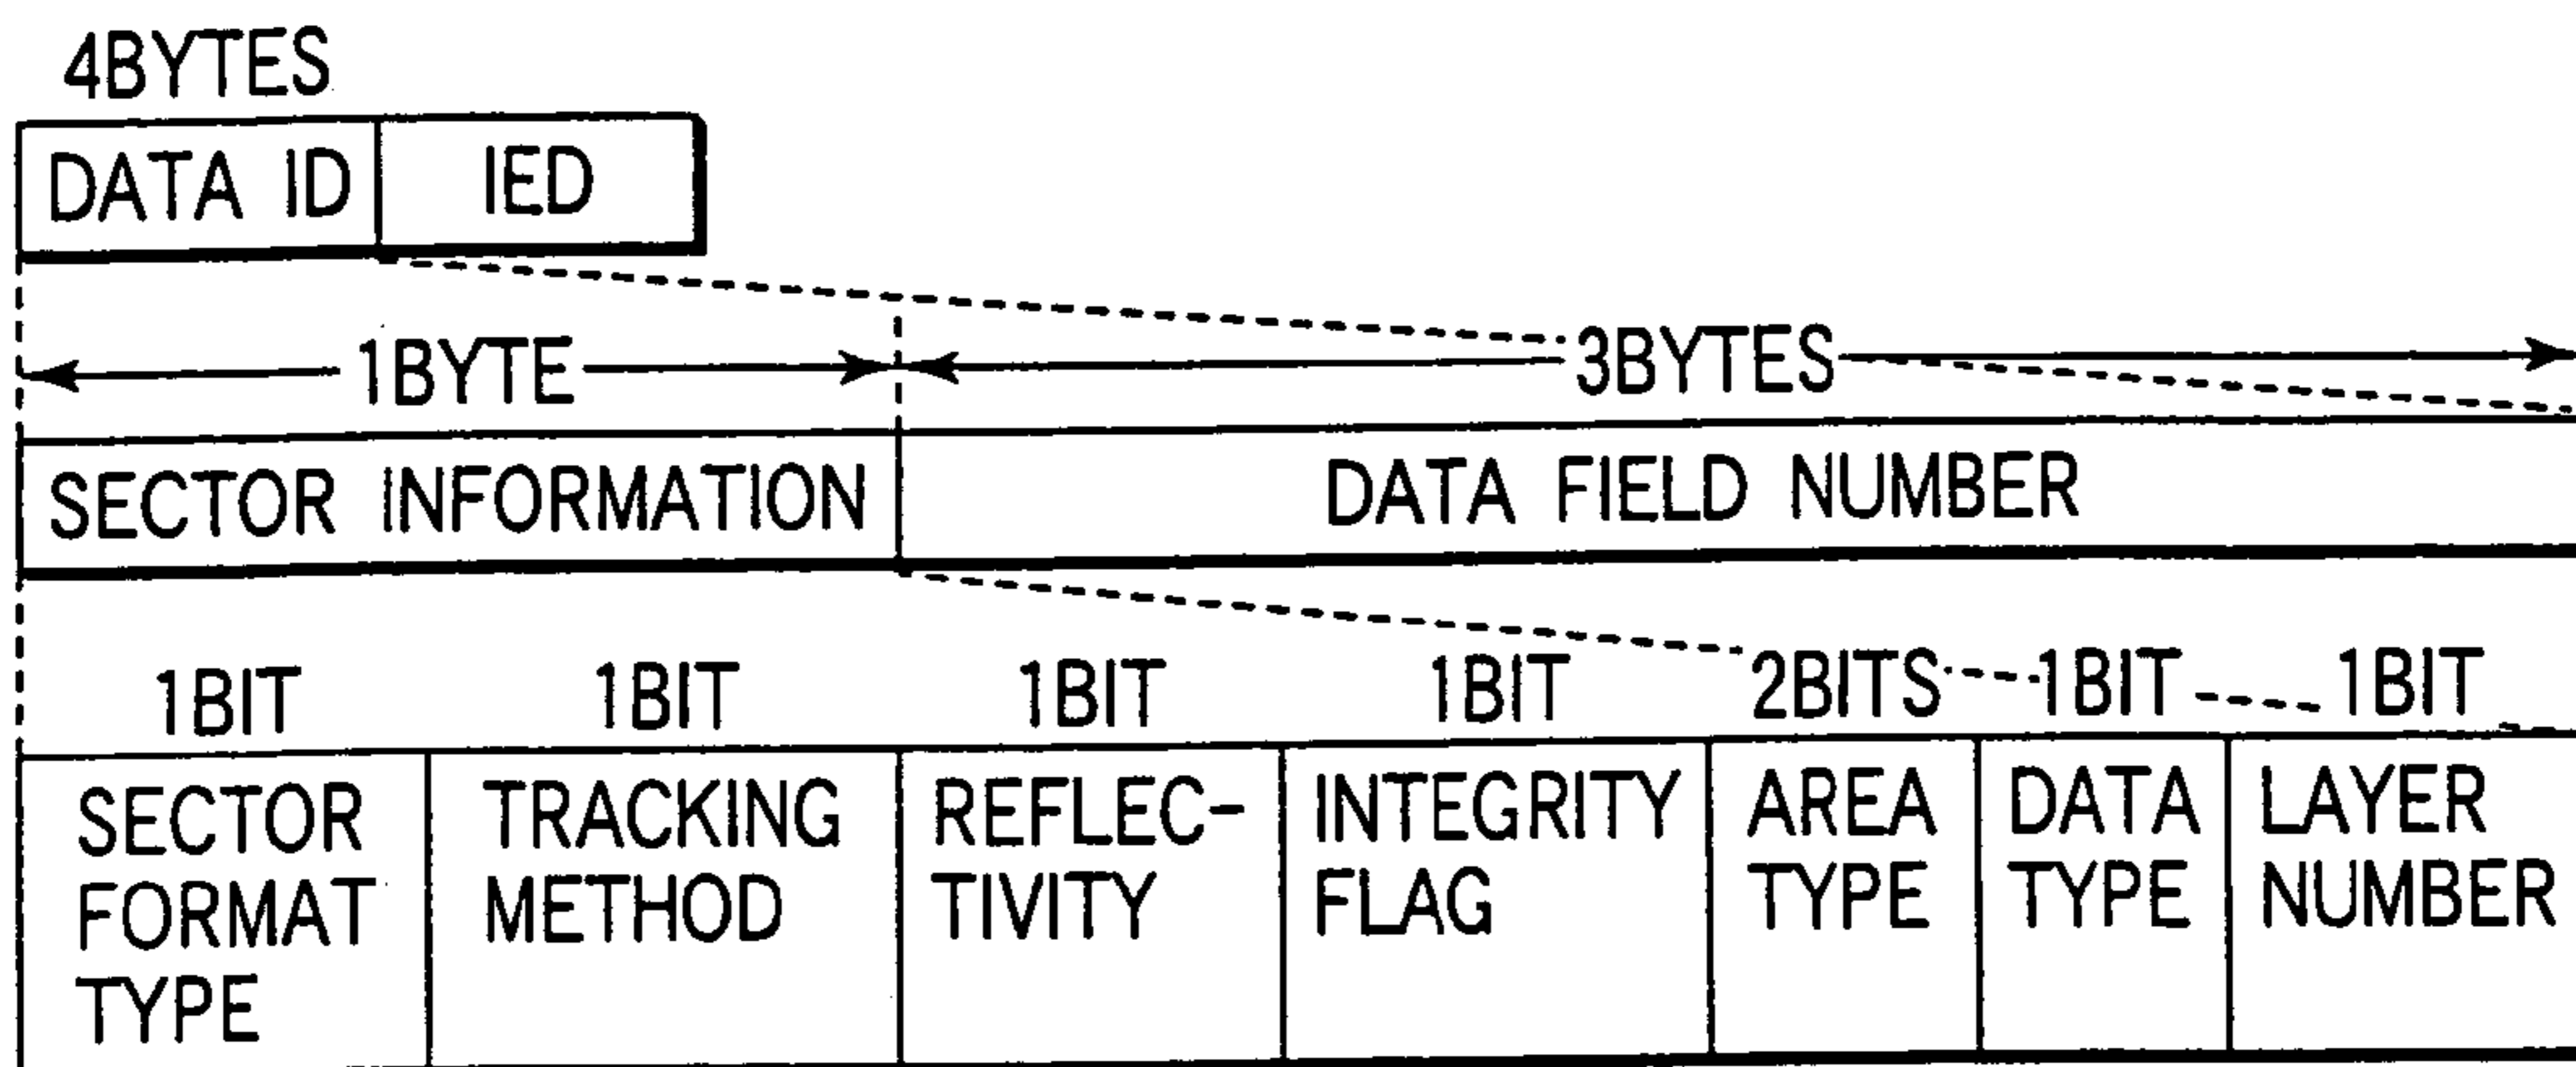 4BYTES
DATA ID IED
1BYTE 3BYTES
SECTOR INFORMATION DATA FIELD NUMBER
1BIT 1BIT 1BIT 1BIT 2BITS 1BIT 1BIT
SECTOR TRACKING REFLEC- INTEGRITY AREA DATA LAYER
FORMAT METHOD TIVITY FLAG TYPE TYPE NUMBER
TYPE